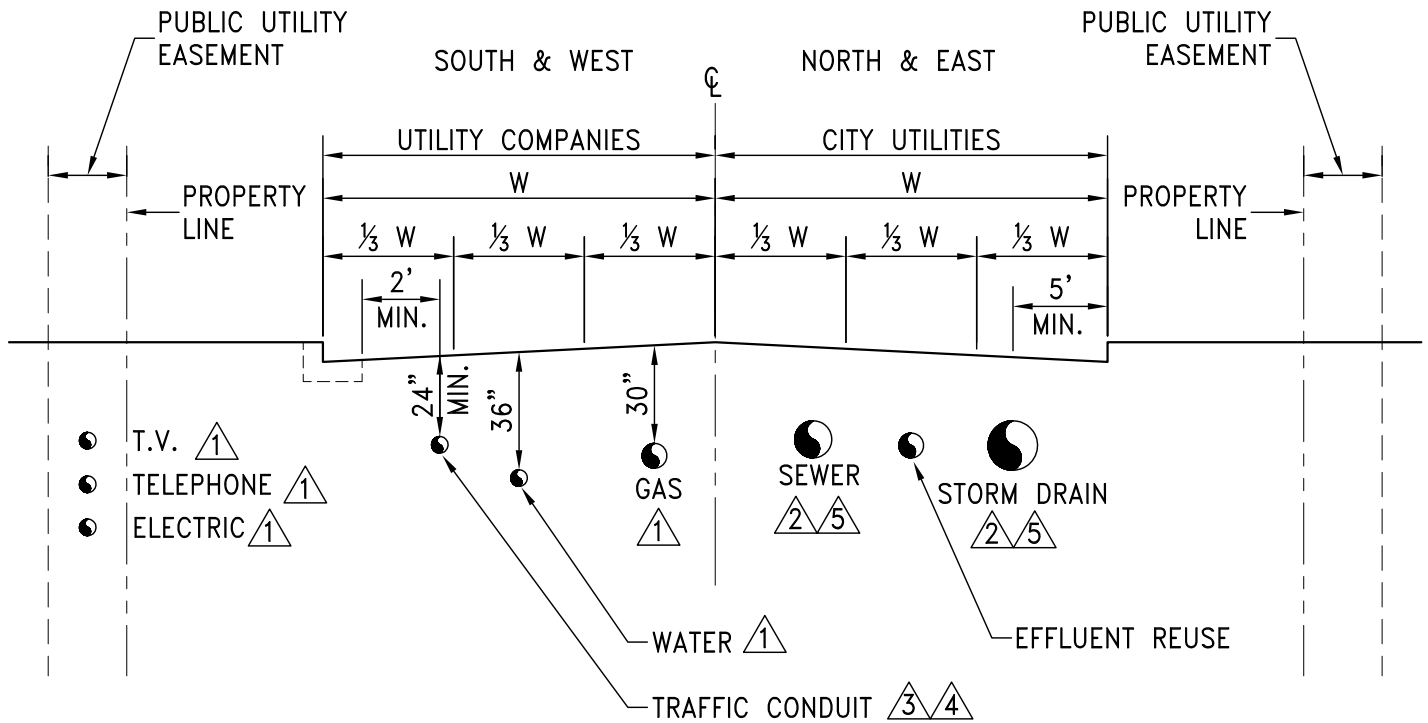 PUBLIC UTILITY
EASEMENT
SOUTH & WEST
℄
NORTH & EAST
PUBLIC UTILITY
EASEMENT
UTILITY COMPANIES
CITY UTILITIES
W
W
PROPERTY
LINE
PROPERTY
LINE
⅓ W
⅓ W
⅓ W
⅓ W
⅓ W
⅓ W
2'
MIN.
5'
MIN.
24"
MIN.
36"
30"
T.V. 1
TELEPHONE 1
ELECTRIC 1
GAS
1
SEWER
2 5
STORM DRAIN
2 5
WATER 1
EFFLUENT REUSE
TRAFFIC CONDUIT 3 4